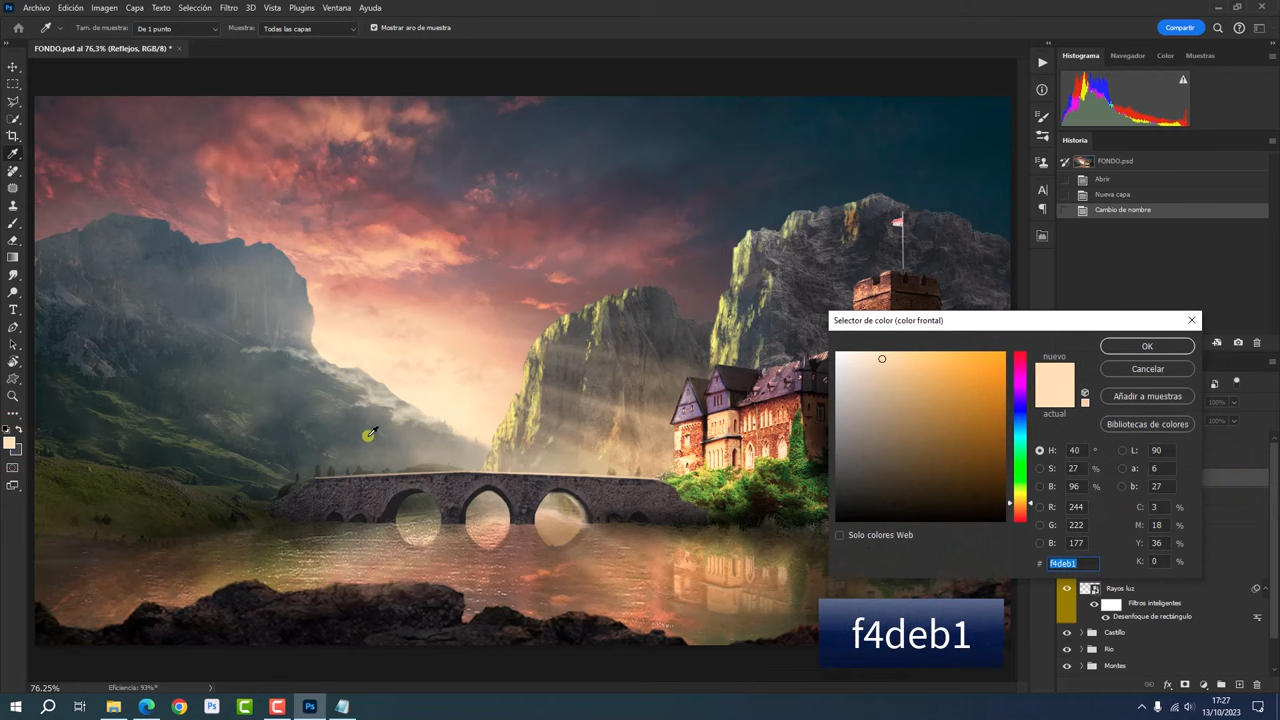 Archivo Edición Imagen Capa Texto Selección Filtro 3D Vista Plugins Ventana Ayuda
Tam. de muestra: De 1 punto Muestra: Todas las capas Mostrar aro de muestra Compartir
FONDO.psd al 76,3% (Reflejos, RGB/8) *
Histograma Navegador Color Muestras
Historia
FONDO.psd
Abrir
Nueva capa
Cambio de nombre
Selector de color (color frontal)
nuevo
actual
OK
Cancelar
Añadir a muestras
Bibliotecas de colores
H: 40 ° L: 90
S: 27 % a: 6
B: 96 % b: 27
R: 244 C: 3 %
G: 222 M: 18 %
B: 177 Y: 36 %
# f4deb1 K: 0 %
Solo colores Web
100%
100%
Rayos luz
Filtros inteligentes
Desenfoque de rectángulo
Castillo
Rio
Montes
f4deb1
76.25% Eficiencia: 93%*
17:27
13/10/2023